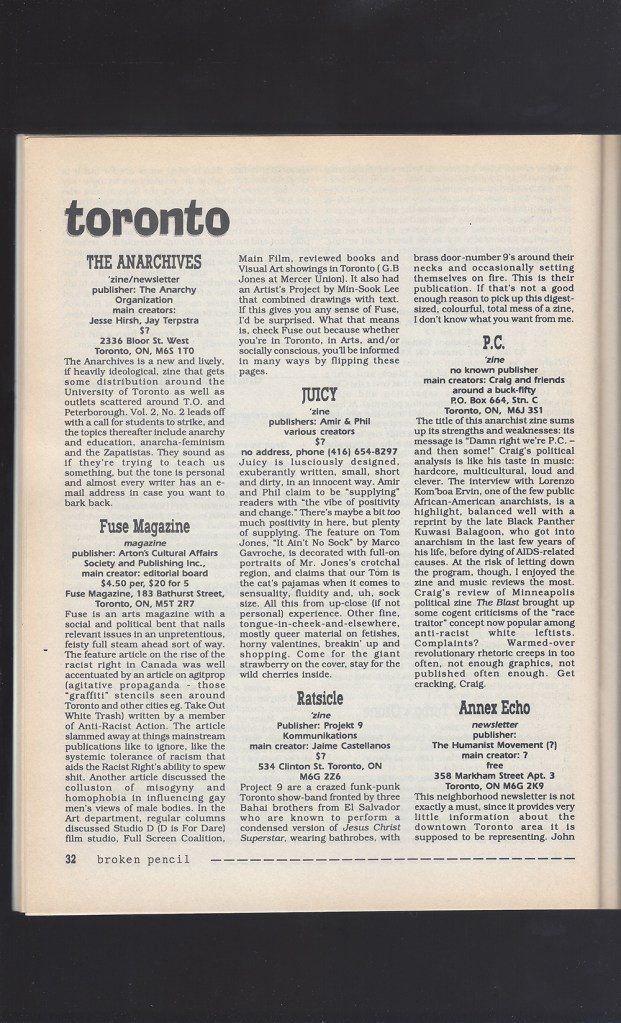 toronto
THE ANARCHIVES
'zine/newsletter
publisher: The Anarchy
Organization
main creators:
Jesse Hirsh, Jay Terpstra
$?
2336 Bloor St. West
Toronto, ON, M6S 1T0
The Anarchives is a new and lively,
if heavily ideological, zine that gets
some distribution around the
University of Toronto as well as
outlets scattered around T.O. and
Peterborough. Vol. 2, No. 2 leads off
with a call for students to strike, and
the topics thereafter include anarchy
and education, anarcha-feminism
and the Zapatistas. They sound as
if they're trying to teach us
something, but the tone is personal
and almost every writer has an e-
mail address in case you want to
bark back.
Fuse Magazine
magazine
publisher: Arton's Cultural Affairs
Society and Publishing Inc.,
main creator: editorial board
$4.50 per, $20 for 5
Fuse Magazine, 183 Bathurst Street,
Toronto, ON, M5T 2R7
Fuse is an arts magazine with a
social and political bent that nails
relevant issues in an unpretentious,
feisty full steam ahead sort of way.
The feature article on the rise of the
racist right in Canada was well
accentuated by an article on agitprop
(agitative propaganda - those
"graffiti" stencils seen around
Toronto and other cities eg. Take Out
White Trash) written by a member
of Anti-Racist Action. The article
slammed away at things mainstream
publications like to ignore, like the
systemic tolerance of racism that
aids the Racist Right's ability to spew
shit. Another article discussed the
collusion of misogyny and
homophobia in influencing gay
men's views of male bodies. In the
Art department, regular columns
discussed Studio D (D is For Dare)
film studio, Full Screen Coalition,
Main Film, reviewed books and
Visual Art showings in Toronto ( G.B
Jones at Mercer Union). It also had
an Artist's Project by Min-Sook Lee
that combined drawings with text.
If this gives you any sense of Fuse,
I'd be surprised. What that means
is, check Fuse out because whether
you're in Toronto, in Arts, and/or
socially conscious, you'll be informed
in many ways by flipping these
pages.
JUICY
'zine
publishers: Amir & Phil
various creators
$?
no address, phone (416) 654-8297
Juicy is lusciously designed,
exuberantly written, small, short
and dirty, in an innocent way. Amir
and Phil claim to be "supplying"
readers with "the vibe of positivity
and change." There's maybe a bit too
much positivity in here, but plenty
of supplying. The feature on Tom
Jones, "It Ain't No Sock" by Marco
Gavroche, is decorated with full-on
portraits of Mr. Jones's crotchal
region, and claims that our Tom is
the cat's pajamas when it comes to
sensuality, fluidity and, uh, sock
size. All this from up-close (if not
personal) experience. Other fine,
tongue-in-cheek-and-elsewhere,
mostly queer material on fetishes,
horny valentines, breakin' up and
shopping. Come for the giant
strawberry on the cover, stay for the
wild cherries inside.
Ratsicle
'zine
Publisher: Projekt 9
Kommunikations
main creator: Jaime Castellanos
$?
534 Clinton St. Toronto, ON
M6G 2Z6
Project 9 are a crazed funk-punk
Toronto show-band fronted by three
Bahai brothers from El Salvador
who are known to perform a
condensed version of Jesus Christ
Superstar, wearing bathrobes, with
brass door-number 9's around their
necks and occasionally setting
themselves on fire. This is their
publication. If that's not a good
enough reason to pick up this digest-
sized, colourful, total mess of a zine,
I don't know what you want from me.
P.C.
'zine
no known publisher
main creators: Craig and friends
around a buck-fifty
P.O. Box 664, Stn. C
Toronto, ON, M6J 3S1
The title of this anarchist zine sums
up its strengths and weaknesses: its
message is "Damn right we're P.C. –
and then some!" Craig's political
analysis is like his taste in music:
hardcore, multicultural, loud and
clever. The interview with Lorenzo
Kom'boa Ervin, one of the few public
African-American anarchists, is a
highlight, balanced well with a
reprint by the late Black Panther
Kuwasi Balagoon, who got into
anarchism in the last few years of
his life, before dying of AIDS-related
causes. At the risk of letting down
the program, though, I enjoyed the
zine and music reviews the most.
Craig's review of Minneapolis
political zine The Blast brought up
some cogent criticisms of the "race
traitor" concept now popular among
anti-racist white leftists.
Complaints? Warmed-over
revolutionary rhetoric creeps in too
often, not enough graphics, not
published often enough. Get
cracking, Craig.
Annex Echo
newsletter
publisher:
The Humanist Movement (?)
main creator: ?
free
358 Markham Street Apt. 3
Toronto, ON M6G 2K9
This neighborhood newsletter is not
exactly a must, since it provides very
little information about the
downtown Toronto area it is
supposed to be representing. John
32 broken pencil